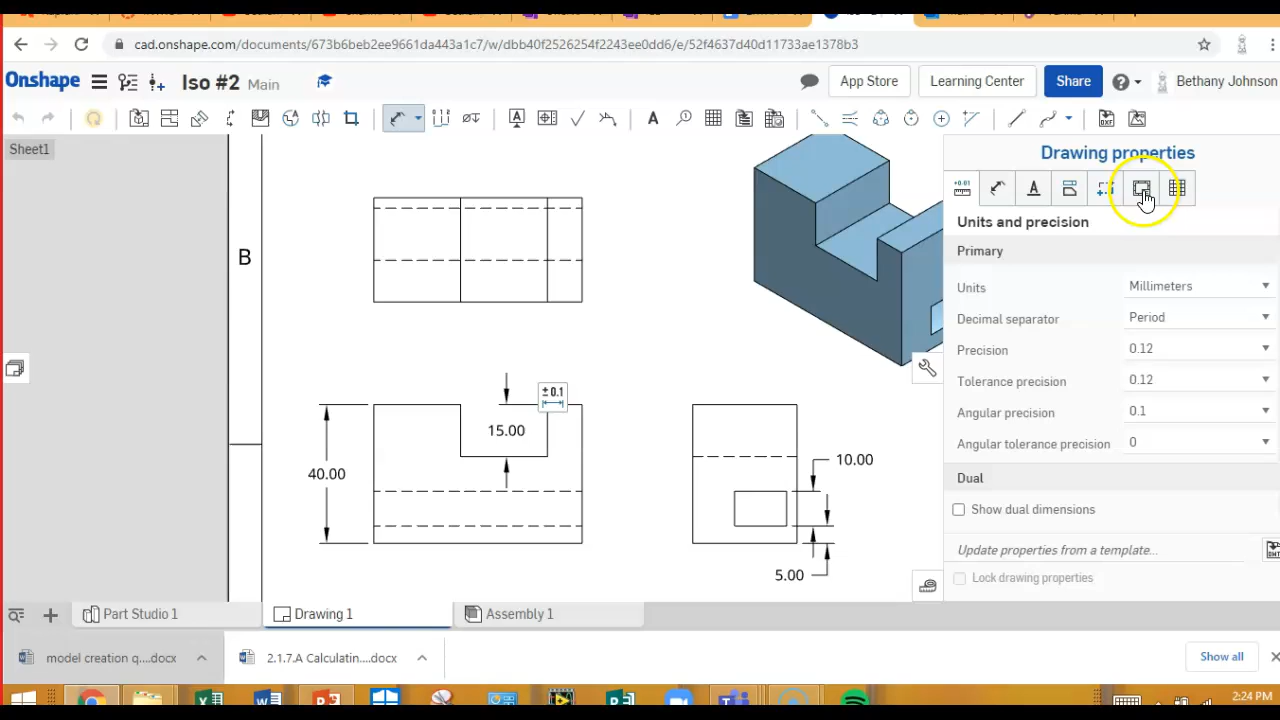 cad.onshape.com/documents/673b6beb2ee9661da443a1c7/w/dbb40f2526254f2243ee0dd6/e/52f4637d40d11733ae1378b3
Onshape Iso #2 Main App Store Learning Center Share Bethany Johnson
Sheet1
Drawing properties
Units and precision
Primary
Units Millimeters
Decimal separator Period
Precision 0.12
Tolerance precision 0.12
Angular precision 0.1
Angular tolerance precision 0
Dual
Show dual dimensions
Update properties from a template...
Lock drawing properties
B
± 0.1
15.00
40.00
10.00
5.00
Part Studio 1 Drawing 1 Assembly 1
model creation q....docx 2.1.7.A Calculatin....docx Show all
2:24 PM